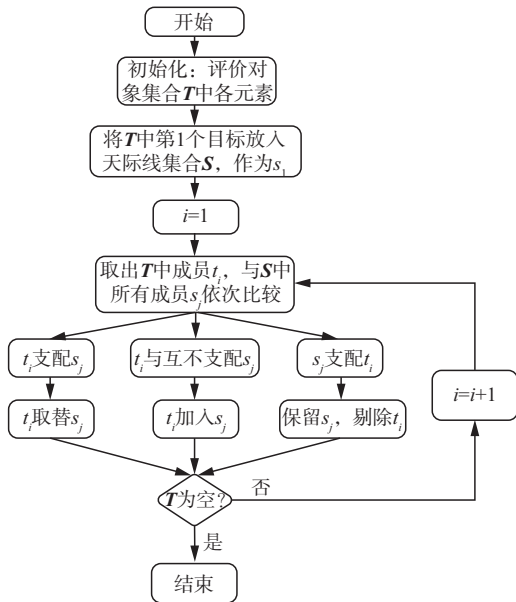 开始
初始化：评价对
象集合T中各元素
将T中第1个目标放入
天际线集合S，作为s1
i=1
取出T中成员ti，与S中
所有成员sj依次比较
ti支配sj
ti与互不支配sj
sj支配ti
i=i+1
ti取替sj
ti加入sj
保留sj，剔除ti
T为空?
否
是
结束